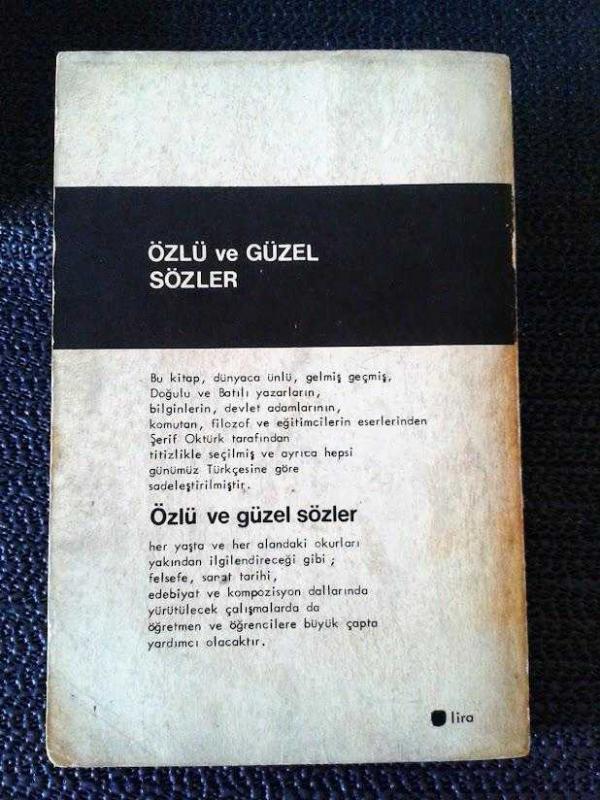 ÖZLÜ ve GÜZEL
SÖZLER
Bu kitap, dünyaca ünlü, gelmiş geçmiş,
Doğulu ve Batılı yazarların,
bilginlerin, devlet adamlarının,
komutan, filozof ve eğitimcilerin eserlerinden
Şerif Oktürk tarafından
titizlikle seçilmiş ve ayrıca hepsi
günümüz Türkçesine göre
sadeleştirilmiştir.
Özlü ve güzel sözler
her yaşta ve her alandaki okurları
yakından ilgilendireceği gibi ;
felsefe, sanat tarihi,
edebiyat ve kompozisyon dallarında
yürütülecek çalışmalarda da
öğretmen ve öğrencilere büyük çapta
yardımcı olacaktır.
lira